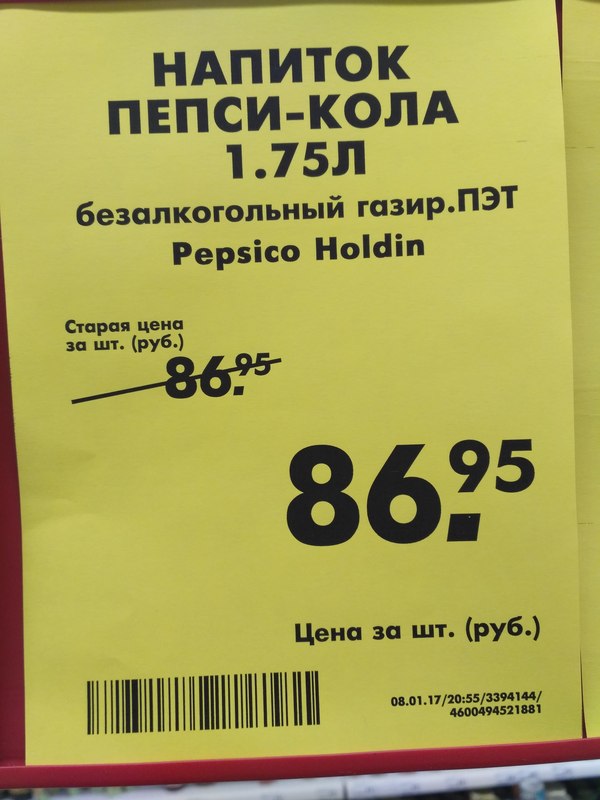 НАПИТОК
ПЕПСИ-КОЛА
1.75Л
безалкогольный газир.ПЭТ
Pepsico Holdin
Старая цена
за шт. (руб.)
86.95
86.95
Цена за шт. (руб.)
08.01.17/20:55/3394144/
4600494521881